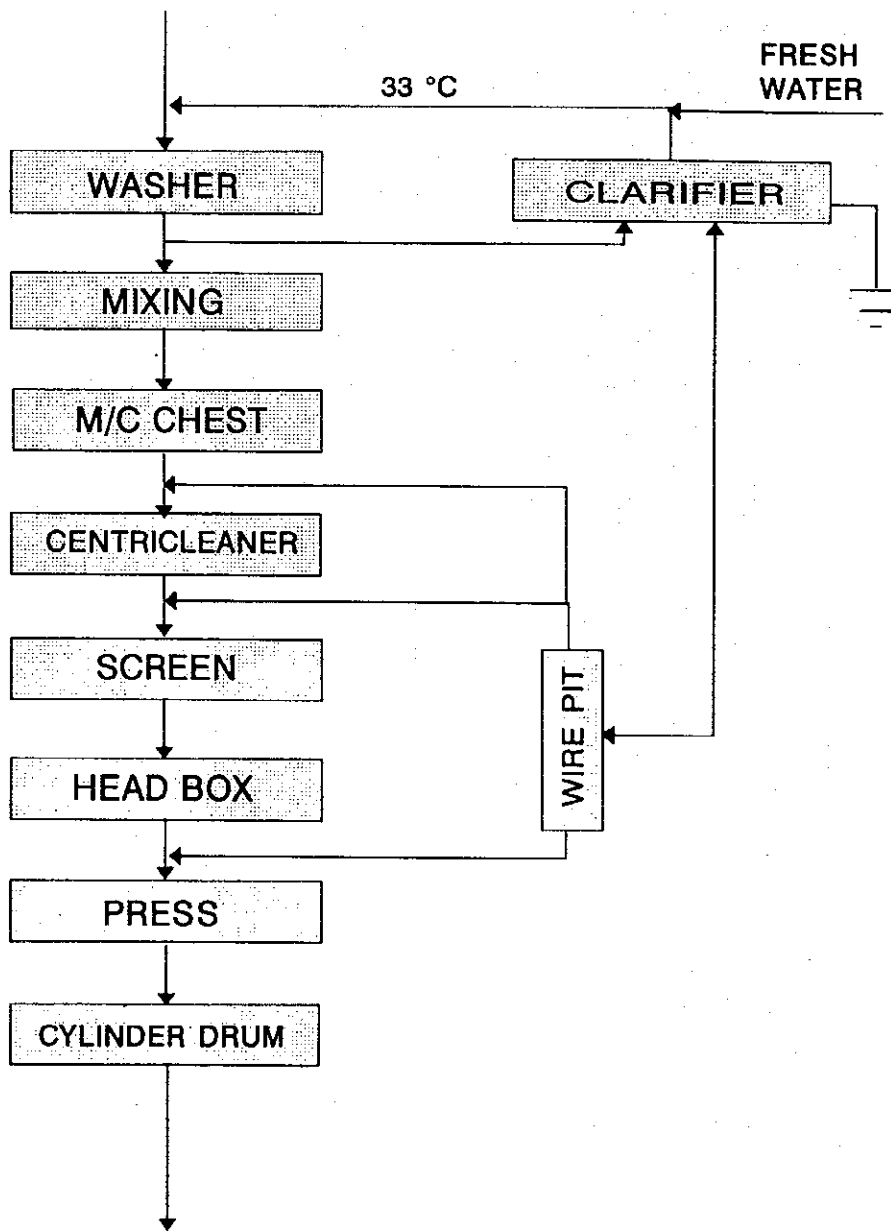 FRESH
WATER
33 °C
WASHER
CLARIFIER
MIXING
M/C CHEST
CENTRICLEANER
SCREEN
WIRE PIT
HEAD BOX
PRESS
CYLINDER DRUM